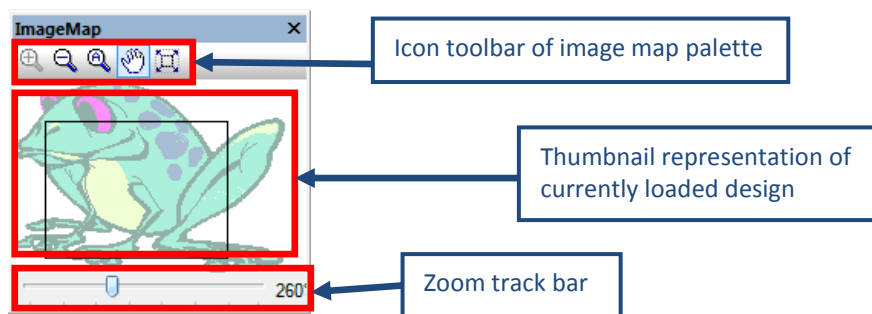 ImageMap
Icon toolbar of image map palette
Thumbnail representation of
currently loaded design
Zoom track bar
260